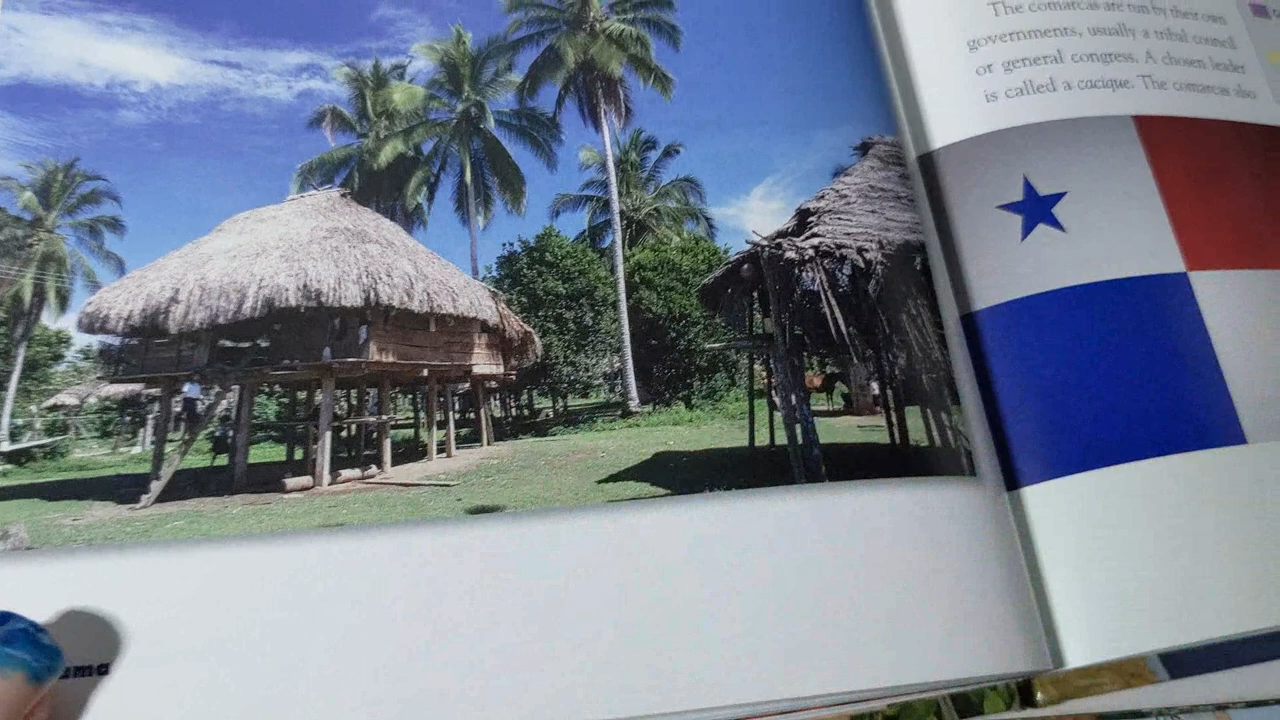 The comarcas are run by their own
governments, usually a tribal council
or general congress. A chosen leader
is called a cacique. The comarcas also